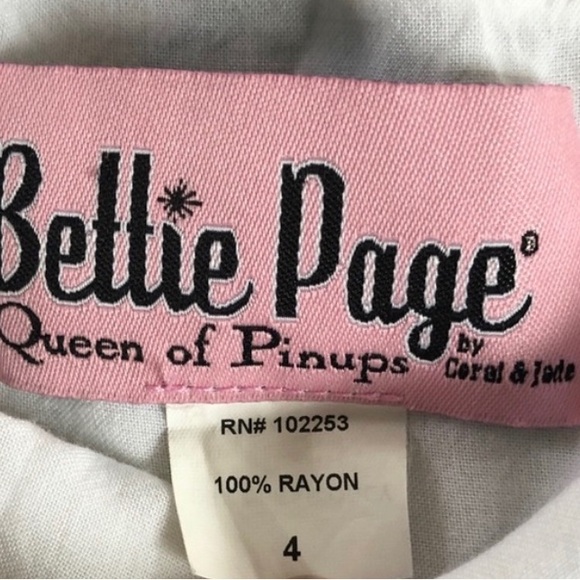 Bettie Page®
Queen of Pinups
by
Coral & Jade
RN# 102253
100% RAYON
4